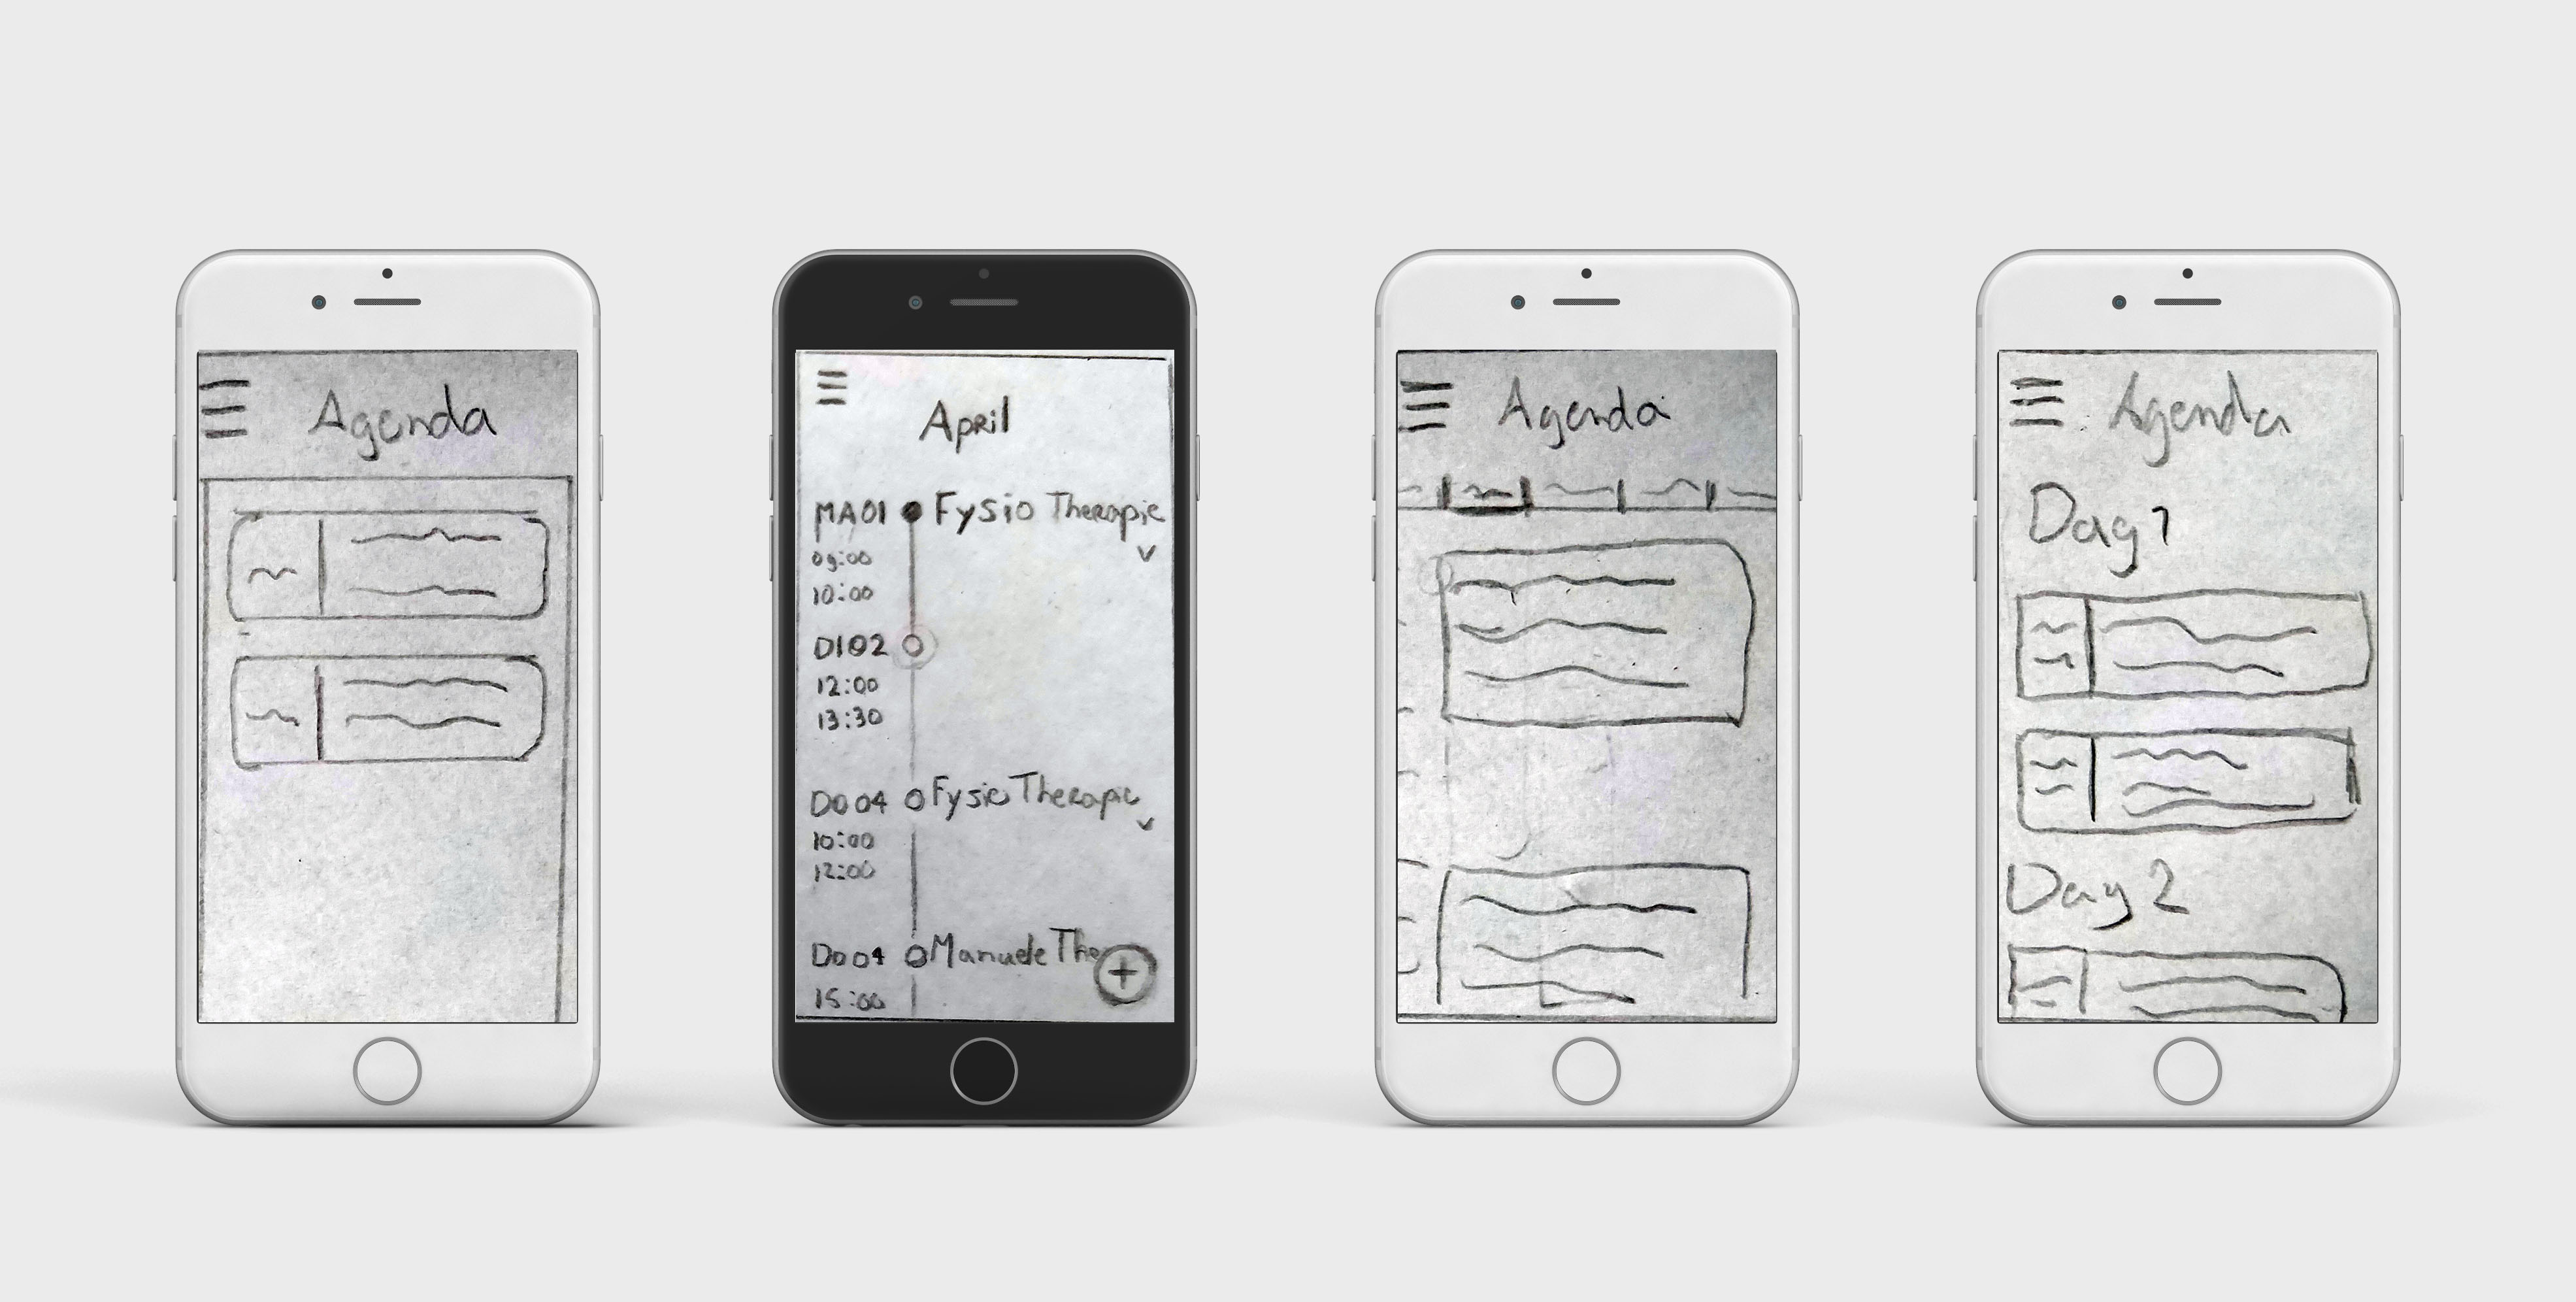 Agenda
April
MA01 Fysio Therapie
09:00
10:00
DI02
12:00
13:30
DO04 Fysio Therapie
10:00
12:00
DO04 Manuele The
15:00
Agenda
Agenda
Day 1
Day 2